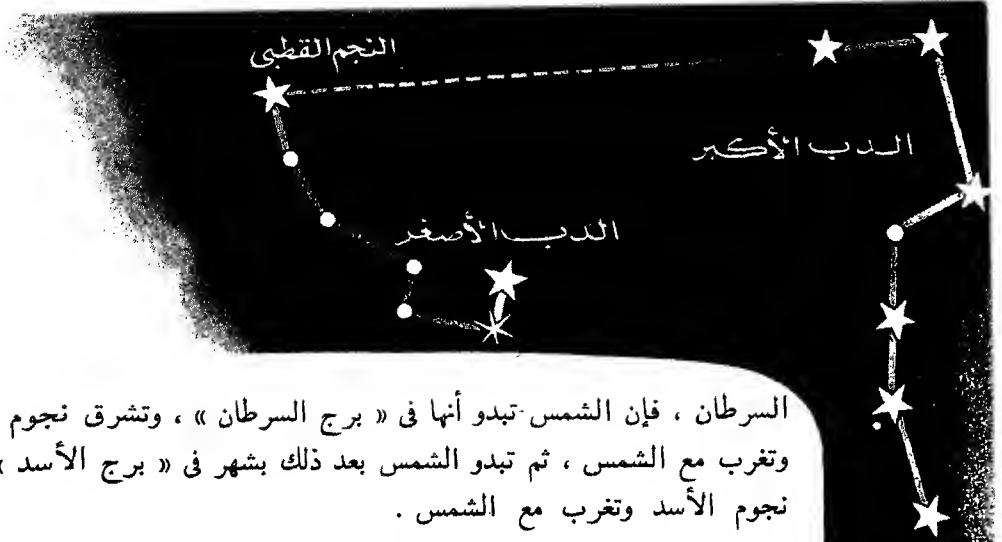 النجم القطبى
الدب الأكبر
الدب الأصغر
السرطان ، فإن الشمس تبدو أنها فى « برج السرطان » ، وتشرق نجوم
وتغرب مع الشمس ، ثم تبدو الشمس بعد ذلك بشهر فى « برج الأسد »
نجوم الأسد وتغرب مع الشمس .